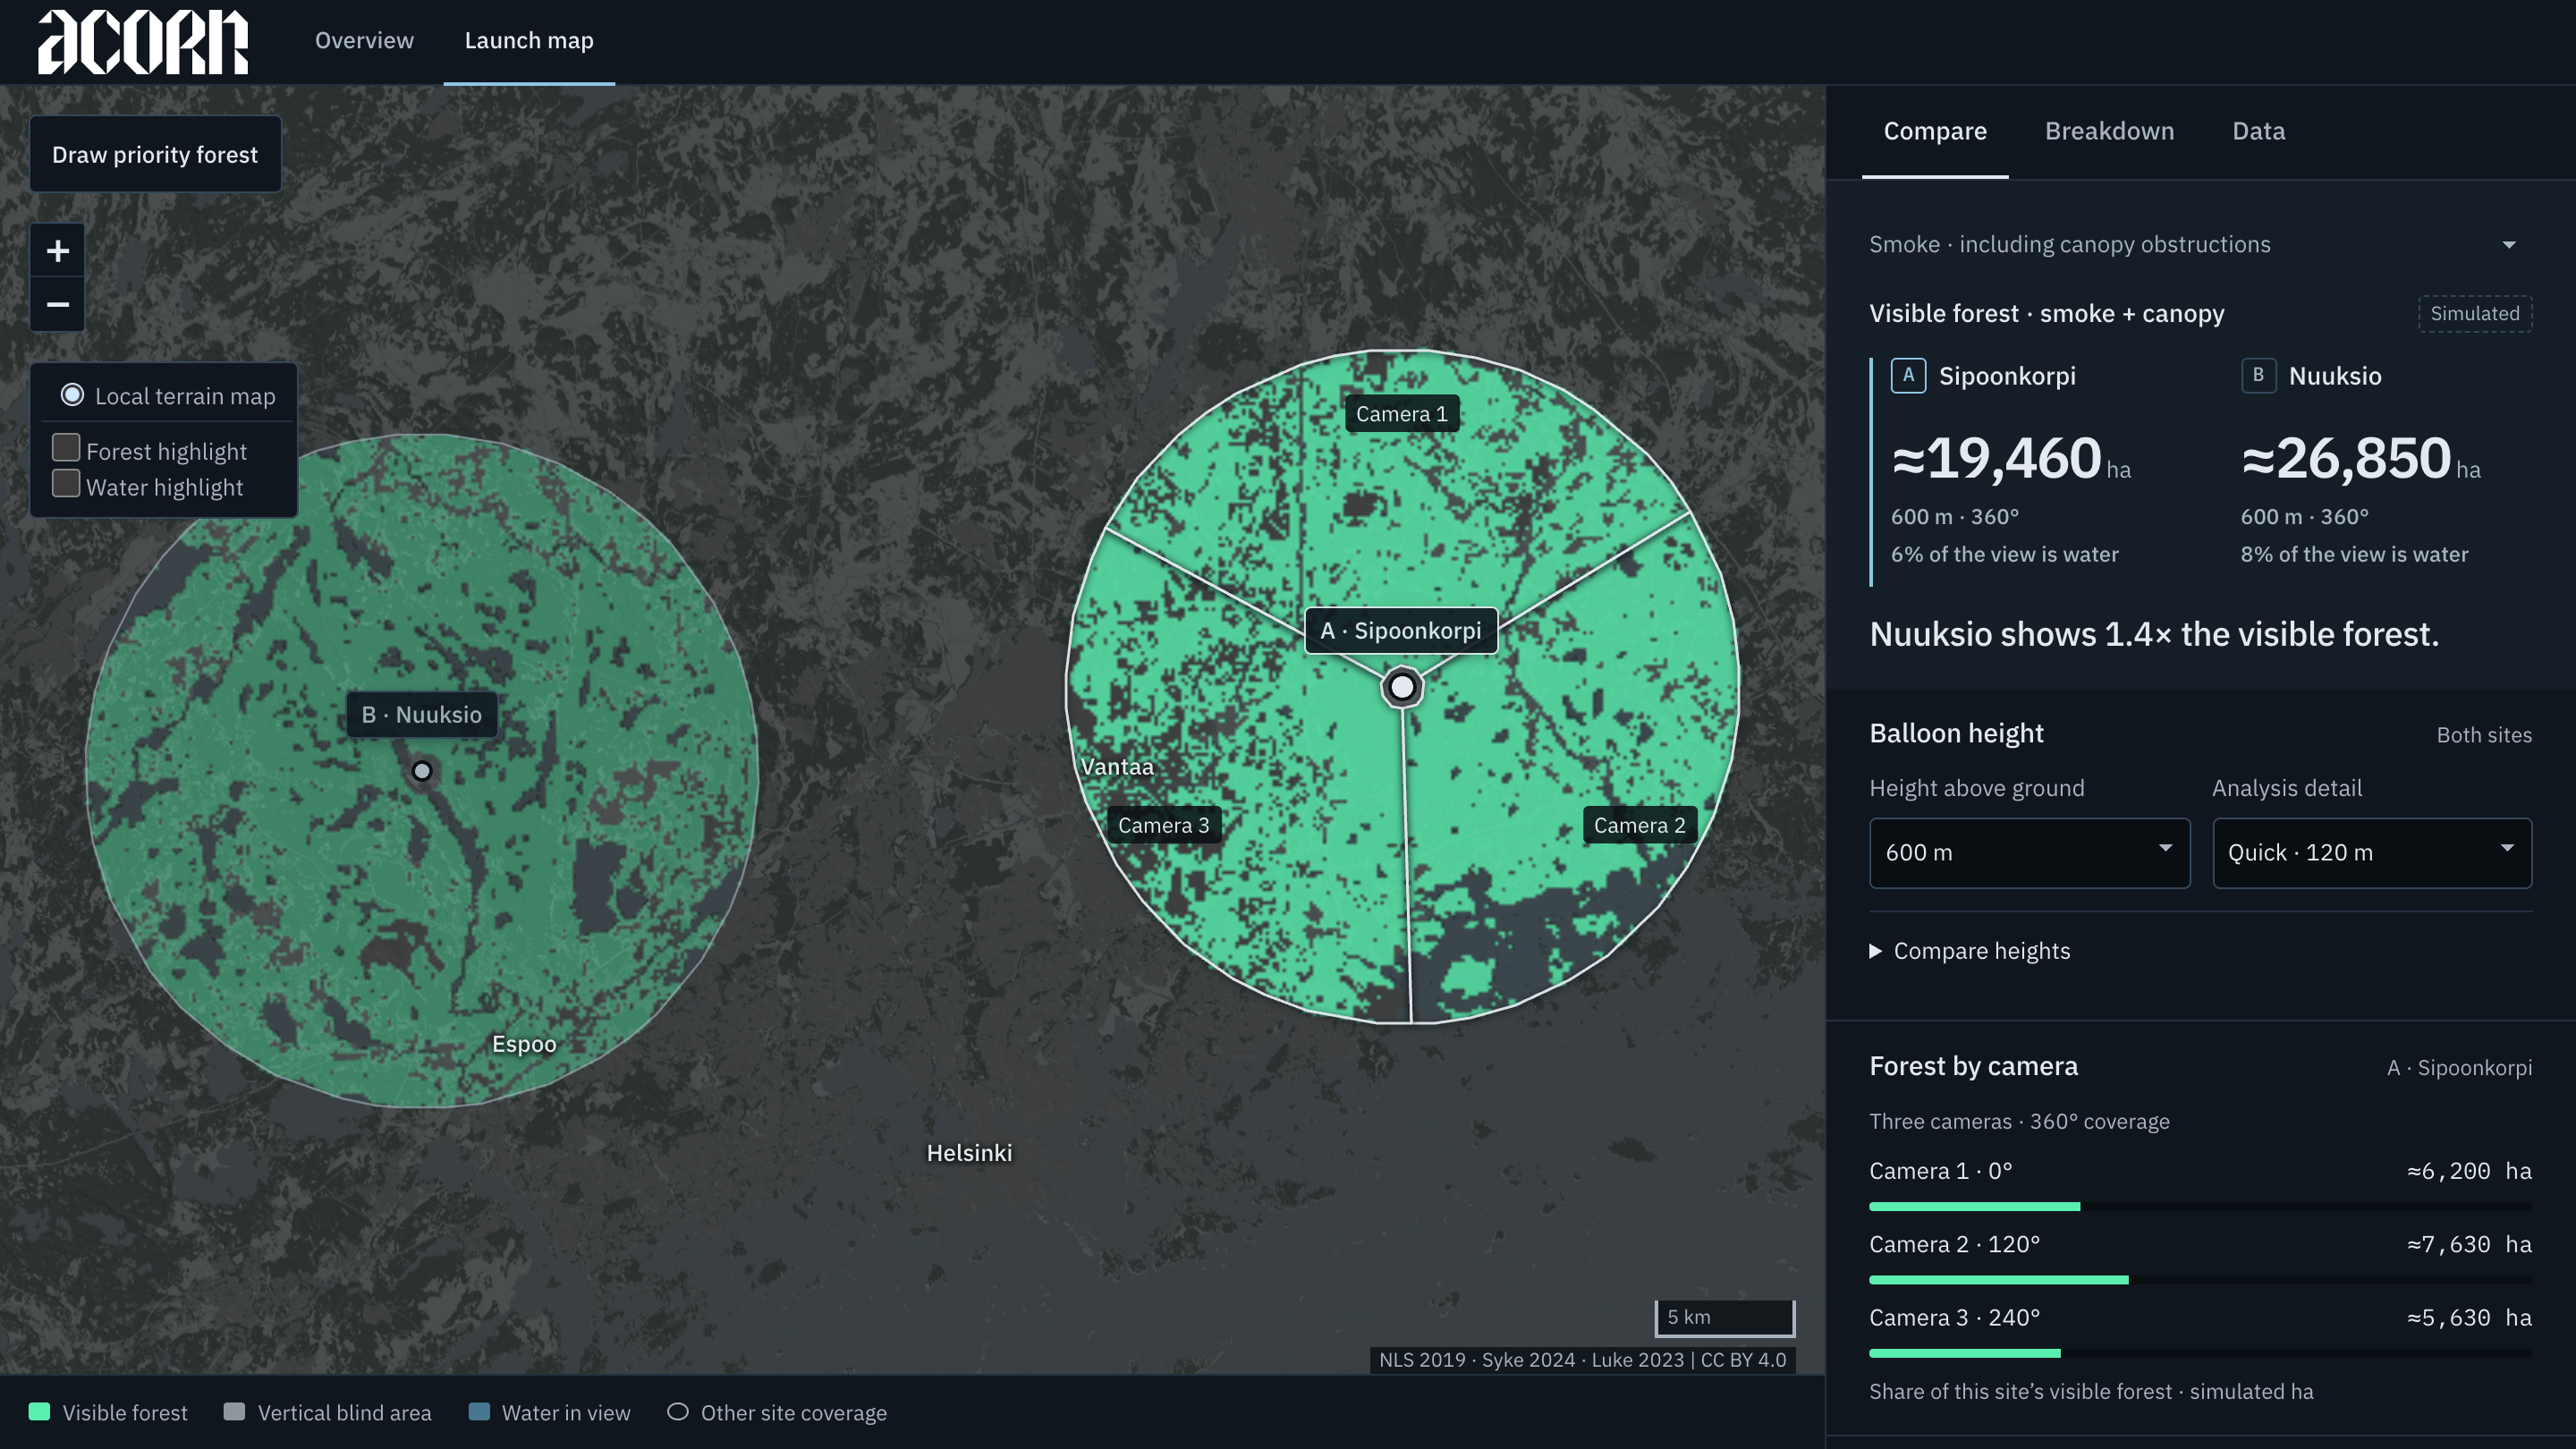 acorn
Overview
Launch map
Draw priority forest
+
−
Local terrain map
Forest highlight
Water highlight
B · Nuuksio
Espoo
Helsinki
Camera 1
A · Sipoonkorpi
Vantaa
Camera 3
Camera 2
5 km
NLS 2019 · Syke 2024 · Luke 2023 | CC BY 4.0
Visible forest
Vertical blind area
Water in view
Other site coverage
Compare
Breakdown
Data
Smoke · including canopy obstructions
Visible forest · smoke + canopy
Simulated
A Sipoonkorpi
≈19,460 ha
600 m · 360°
6% of the view is water
B Nuuksio
≈26,850 ha
600 m · 360°
8% of the view is water
Nuuksio shows 1.4× the visible forest.
Balloon height
Both sites
Height above ground
Analysis detail
600 m
Quick · 120 m
Compare heights
Forest by camera
A · Sipoonkorpi
Three cameras · 360° coverage
Camera 1 · 0° ≈6,200 ha
Camera 2 · 120° ≈7,630 ha
Camera 3 · 240° ≈5,630 ha
Share of this site’s visible forest · simulated ha